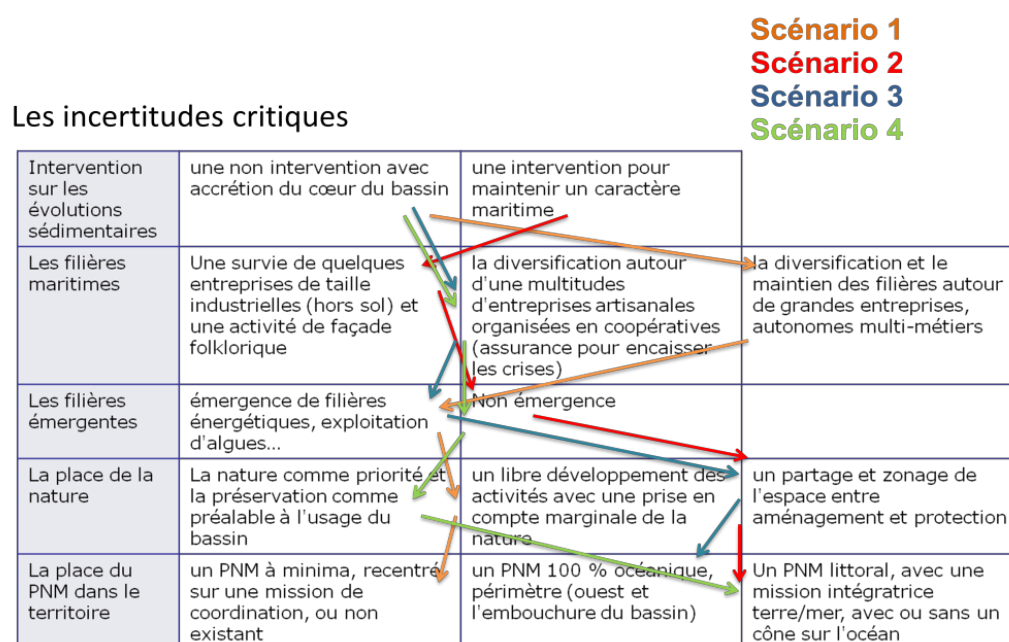 Scénario 1
Scénario 2
Scénario 3
Scénario 4
Les incertitudes critiques
Intervention
sur les
évolutions
sédimentaires
une non intervention avec
accrétion du cœur du bassin
une intervention pour
maintenir un caractère
maritime
Les filières
maritimes
Une survie de quelques
entreprises de taille
industrielles (hors sol) et
une activité de façade
folklorique
la diversification autour
d'une multitudes
d'entreprises artisanales
organisées en coopératives
(assurance pour encaisser
les crises)
la diversification et le
maintien des filières autour
de grandes entreprises,
autonomes multi-métiers
Les filières
émergentes
émergence de filières
énergétiques, exploitation
d'algues...
Non émergence
La place de la
nature
La nature comme priorité et
la préservation comme
préalable à l'usage du
bassin
un libre développement des
activités avec une prise en
compte marginale de la
nature
un partage et zonage de
l'espace entre
aménagement et protection
La place du
PNM dans le
territoire
un PNM à minima, recentré
sur une mission de
coordination, ou non
existant
un PNM 100 % océanique,
périmètre (ouest et
l'embouchure du bassin)
Un PNM littoral, avec une
mission intégratrice
terre/mer, avec ou sans un
cône sur l'océan